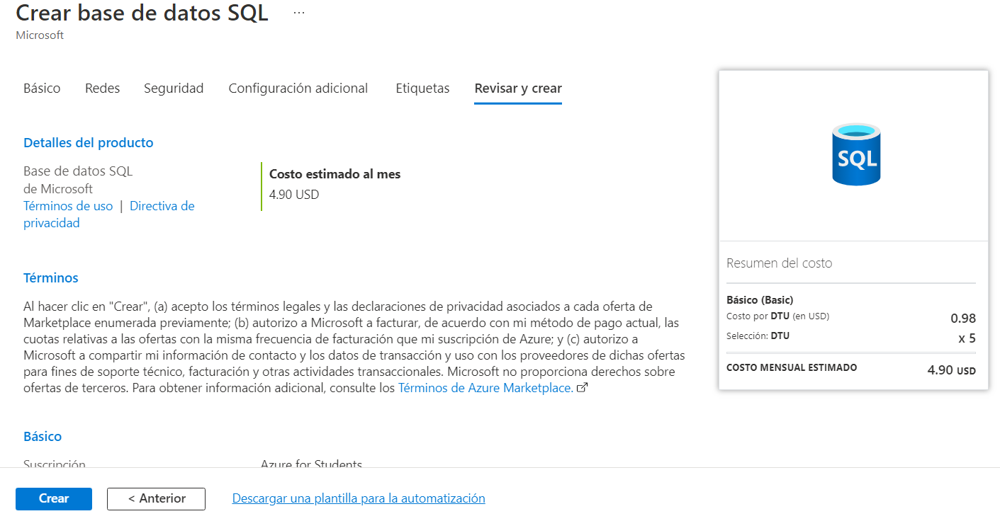 Crear base de datos SQL ...
Microsoft
Básico Redes Seguridad Configuración adicional Etiquetas Revisar y crear
Detalles del producto
Base de datos SQL
de Microsoft
Términos de uso | Directiva de
privacidad
Costo estimado al mes
4.90 USD
Términos
Al hacer clic en "Crear", (a) acepto los términos legales y las declaraciones de privacidad asociados a cada oferta de
Marketplace enumerada previamente; (b) autorizo a Microsoft a facturar, de acuerdo con mi método de pago actual, las
cuotas relativas a las ofertas con la misma frecuencia de facturación que mi suscripción de Azure; y (c) autorizo a
Microsoft a compartir mi información de contacto y los datos de transacción y uso con los proveedores de dichas ofertas
para fines de soporte técnico, facturación y otras actividades transaccionales. Microsoft no proporciona derechos sobre
ofertas de terceros. Para obtener información adicional, consulte los Términos de Azure Marketplace.
Básico
Suscripción Azure for Students
SQL
Resumen del costo
Básico (Basic)
Costo por DTU (en USD) 0.98
Selección: DTU x 5
COSTO MENSUAL ESTIMADO 4.90 USD
Crear < Anterior Descargar una plantilla para la automatización